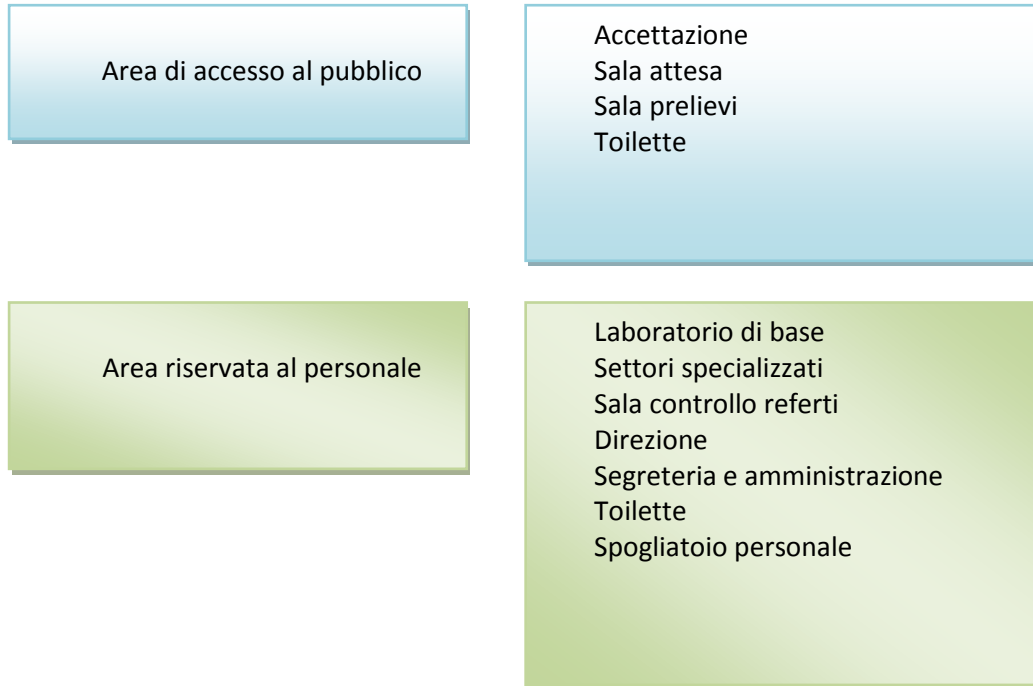 Area di accesso al pubblico
Accettazione
Sala attesa
Sala prelievi
Toilette
Area riservata al personale
Laboratorio di base
Settori specializzati
Sala controllo referti
Direzione
Segreteria e amministrazione
Toilette
Spogliatoio personale